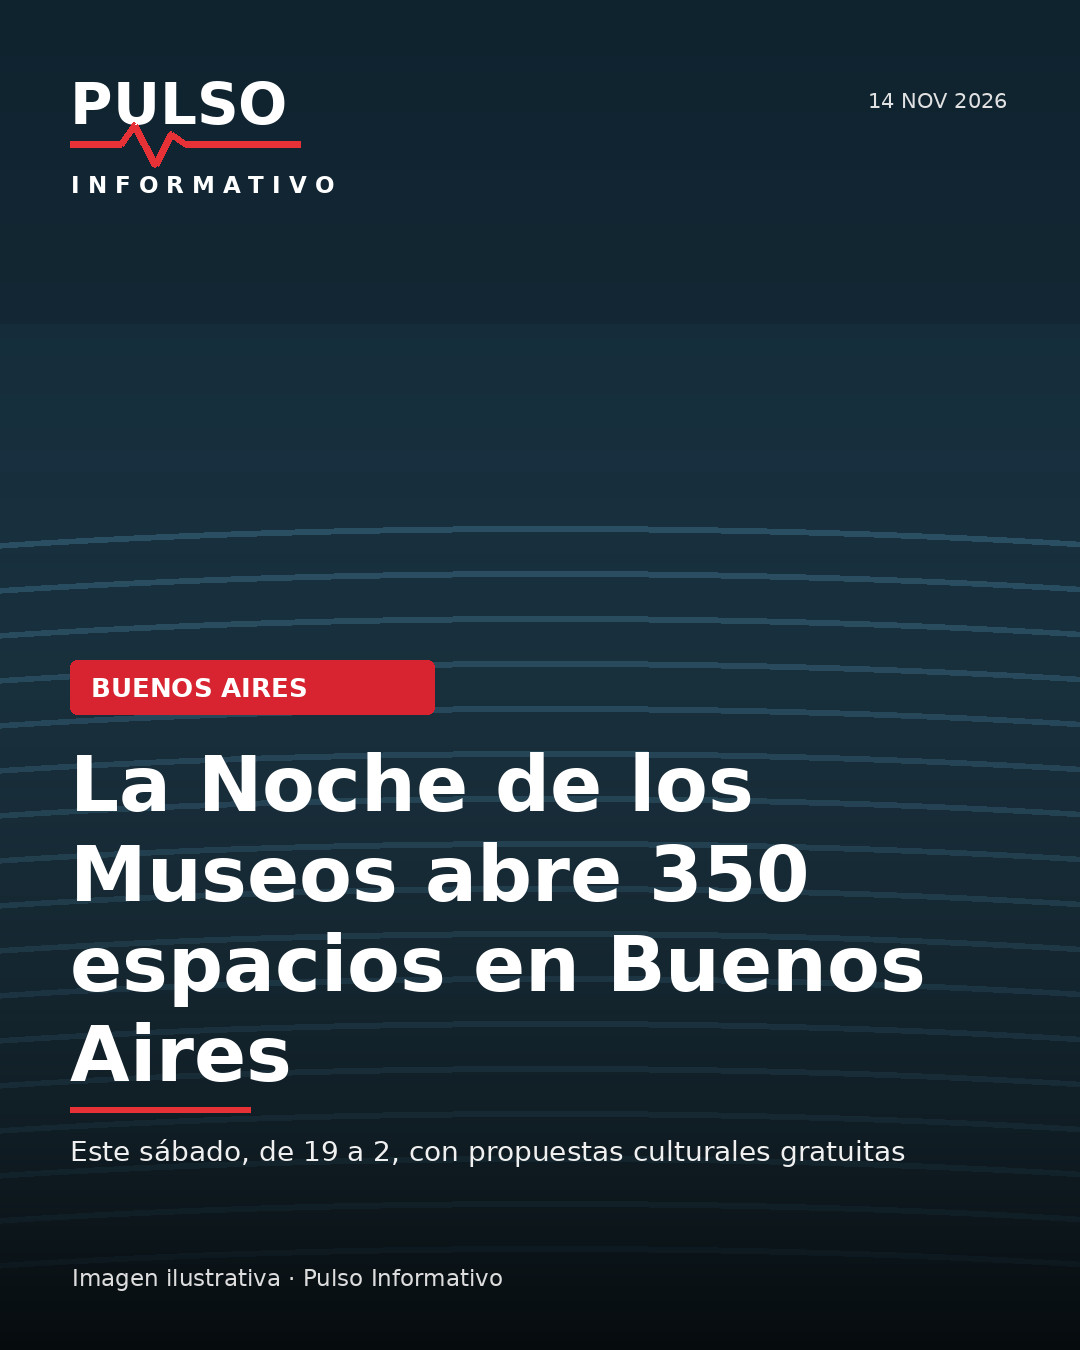 PULSO
INFORMATIVO
14 NOV 2026
BUENOS AIRES
La Noche de los
Museos abre 350
espacios en Buenos
Aires
Este sábado, de 19 a 2, con propuestas culturales gratuitas
Imagen ilustrativa · Pulso Informativo